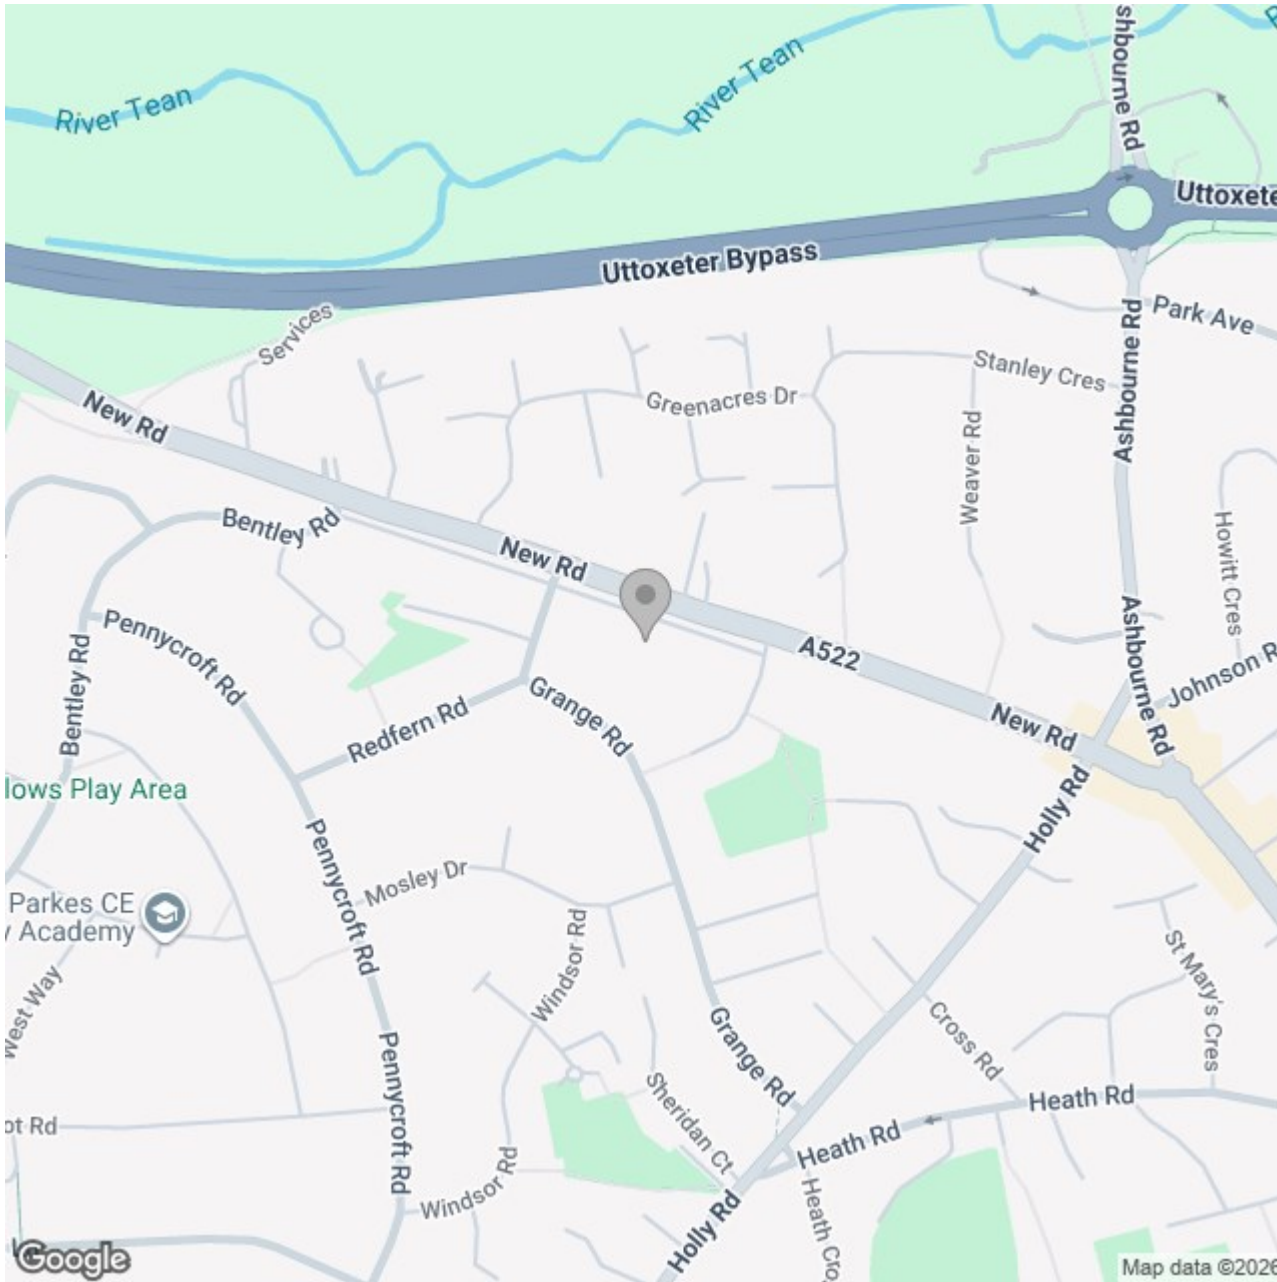 shbourne Rd
River Tean
River Tean
Uttoxete
Uttoxeter Bypass
Services
Park Ave
Ashbourne Rd
Stanley Cres
Greenacres Dr
New Rd
Weaver Rd
Bentley Rd
Howitt Cres
New Rd
Ashbourne Rd
Pennycroft Rd
A522
Johnson R
Bentley Rd
Grange Rd
Redfern Rd
New Rd
lows Play Area
Holly Rd
Pennycroft Rd
Mosley Dr
Parkes CE
y Academy
Windsor Rd
St Mary's Cres
West Way
Grange Rd
Cross Rd
Pennycroft Rd
Sheridan Ct
Heath Rd
ot Rd
Heath Rd
Windsor Rd
Heath Cro
Holly Rd
Google
Map data ©2026